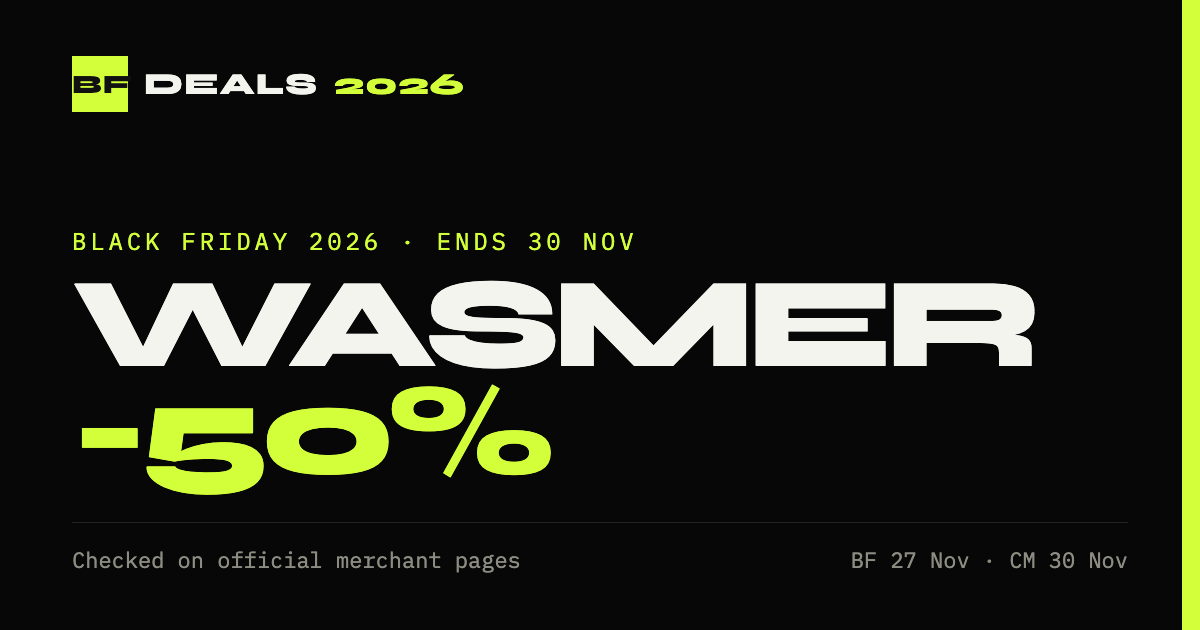 BF DEALS 2026
BLACK FRIDAY 2026 · ENDS 30 NOV
WASMER
-50%
Checked on official merchant pages
BF 27 Nov · CM 30 Nov